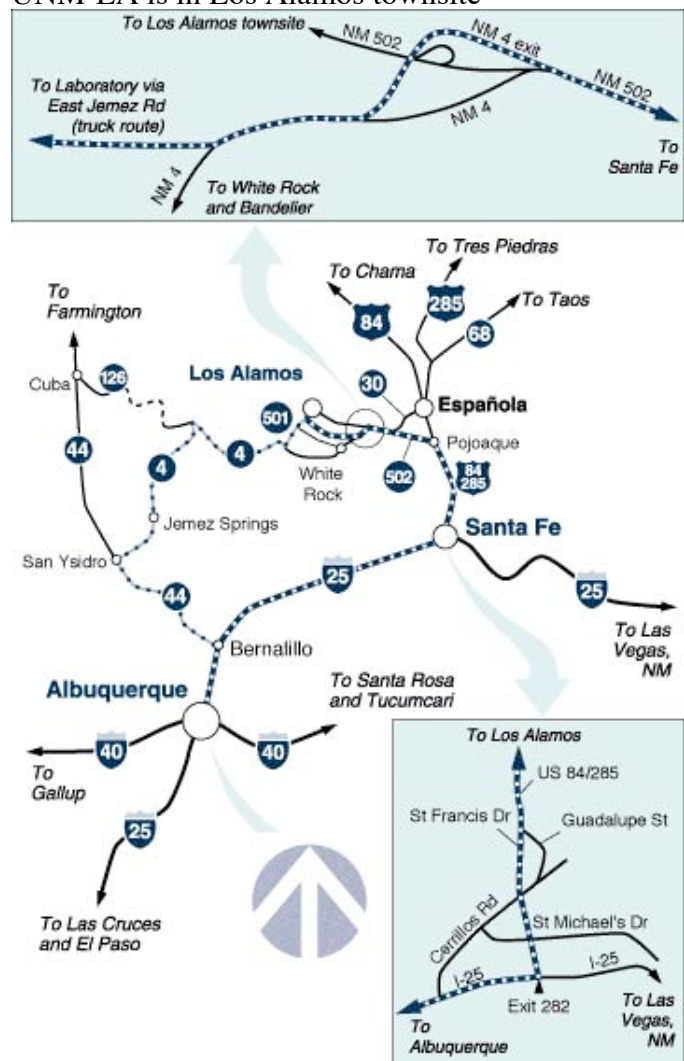 UNM-LA is in Los Alamos townsite
To Los Alamos townsite
NM 502
NM 4 exit
NM 502
To Laboratory via
East Jemez Rd
(truck route)
NM 4
To
Santa Fe
NM 4
To White Rock
and Bandelier
To Tres Piedras
To Chama
285
To Taos
To
Farmington
84
68
Cuba
126
Los Alamos
30
Española
501
Pojoaque
44
4
4
White
Rock
502
84
285
Jemez Springs
Santa Fe
San Ysidro
25
44
25
Bernalillo
To Las
Vegas,
NM
Albuquerque
To Santa Rosa
and Tucumcari
40
40
To
Gallup
25
To Las Cruces
and El Paso
To Los Alamos
US 84/285
St Francis Dr
Guadalupe St
Cerrillos Rd
St Michael's Dr
I-25
I-25
Exit 282
To
Albuquerque
To Las
Vegas,
NM